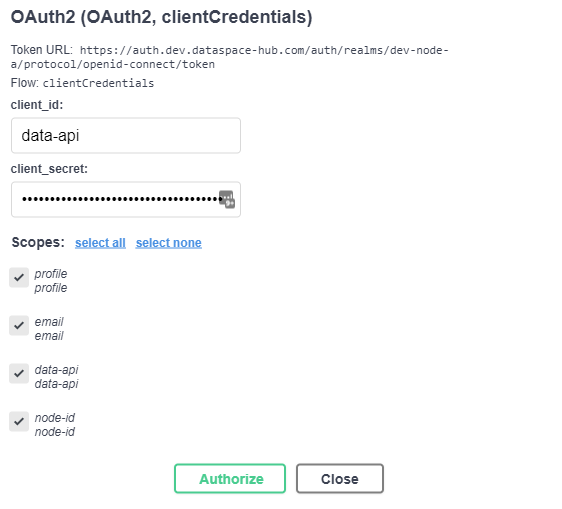 OAuth2 (OAuth2, clientCredentials)
Token URL: https://auth.dev.dataspace-hub.com/auth/realms/dev-node-
a/protocol/openid-connect/token
Flow: clientCredentials
client_id:
data-api
client_secret:
••••••••••••••••••••••••••••••••••••
Scopes: select all select none
profile
profile
email
email
data-api
data-api
node-id
node-id
Authorize Close